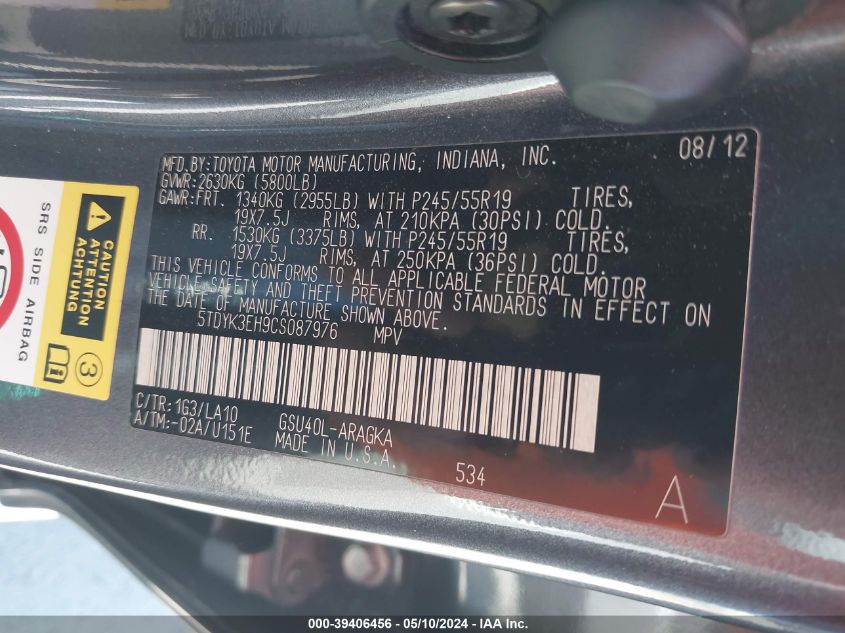 MFD.BY:TOYOTA MOTOR MANUFACTURING, INDIANA, INC. 08/12
GVWR:2630KG (5800LB)
GAWR:FRT. 1340KG (2955LB) WITH P245/55R19 TIRES,
19X7.5J RIMS, AT 210KPA (30PSI) COLD.
RR. 1530KG (3375LB) WITH P245/55R19 TIRES,
19X7.5J RIMS, AT 250KPA (36PSI) COLD.
THIS VEHICLE CONFORMS TO ALL APPLICABLE FEDERAL MOTOR
VEHICLE SAFETY AND THEFT PREVENTION STANDARDS IN EFFECT ON
THE DATE OF MANUFACTURE SHOWN ABOVE.
5TDYK3EH9CS087976 MPV
C/TR:1G3/LA10 GSU40L-ARAGKA
A/TM:-02A/U151E MADE IN U.S.A.
534
A
SRS SIDE AIRBAG
CAUTION
ATTENTION
ACHTUNG
3
000-39406456 - 05/10/2024 - IAA Inc.